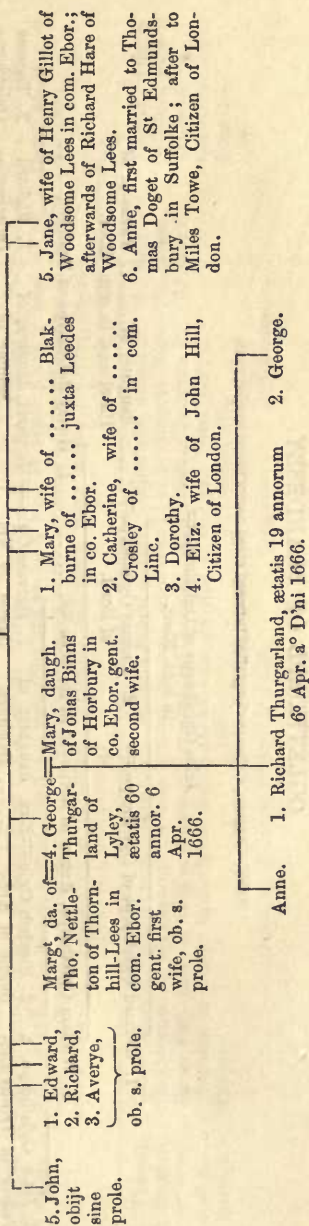 5. John,
obijt
sine
prole.
1. Edward,
2. Richard,
3. Averye,
ob. s. prole.
Margt, da. of
Tho. Nettle-
ton of Thorn-
hill-Lees in
com. Ebor.
gent. first
wife, ob. s.
prole.
4. George
Thurgar-
land of
Lyley,
ætatis 60
annor. 6
Apr.
1666.
Mary, daugh.
of Jonas Binns
of Horbury in
co. Ebor. gent.
second wife.
1. Mary, wife of ...... Blak-
burne of ...... juxta Leedes
in co. Ebor.
2. Catherine, wife of ......
Crosley of ...... in com.
Linc.
3. Dorothy.
4. Eliz. wife of John Hill,
Citizen of London.
5. Jane, wife of Henry Gillot of
Woodsome Lees in com. Ebor.;
afterwards of Richard Hare of
Woodsome Lees.
6. Anne, first married to Tho-
mas Doget of St Edmunds-
bury in Suffolke; after to
Miles Towe, Citizen of Lon-
don.
Anne.
1. Richard Thurgarland, ætatis 19 annorum
6o Apr. ao D'ni 1666.
2. George.